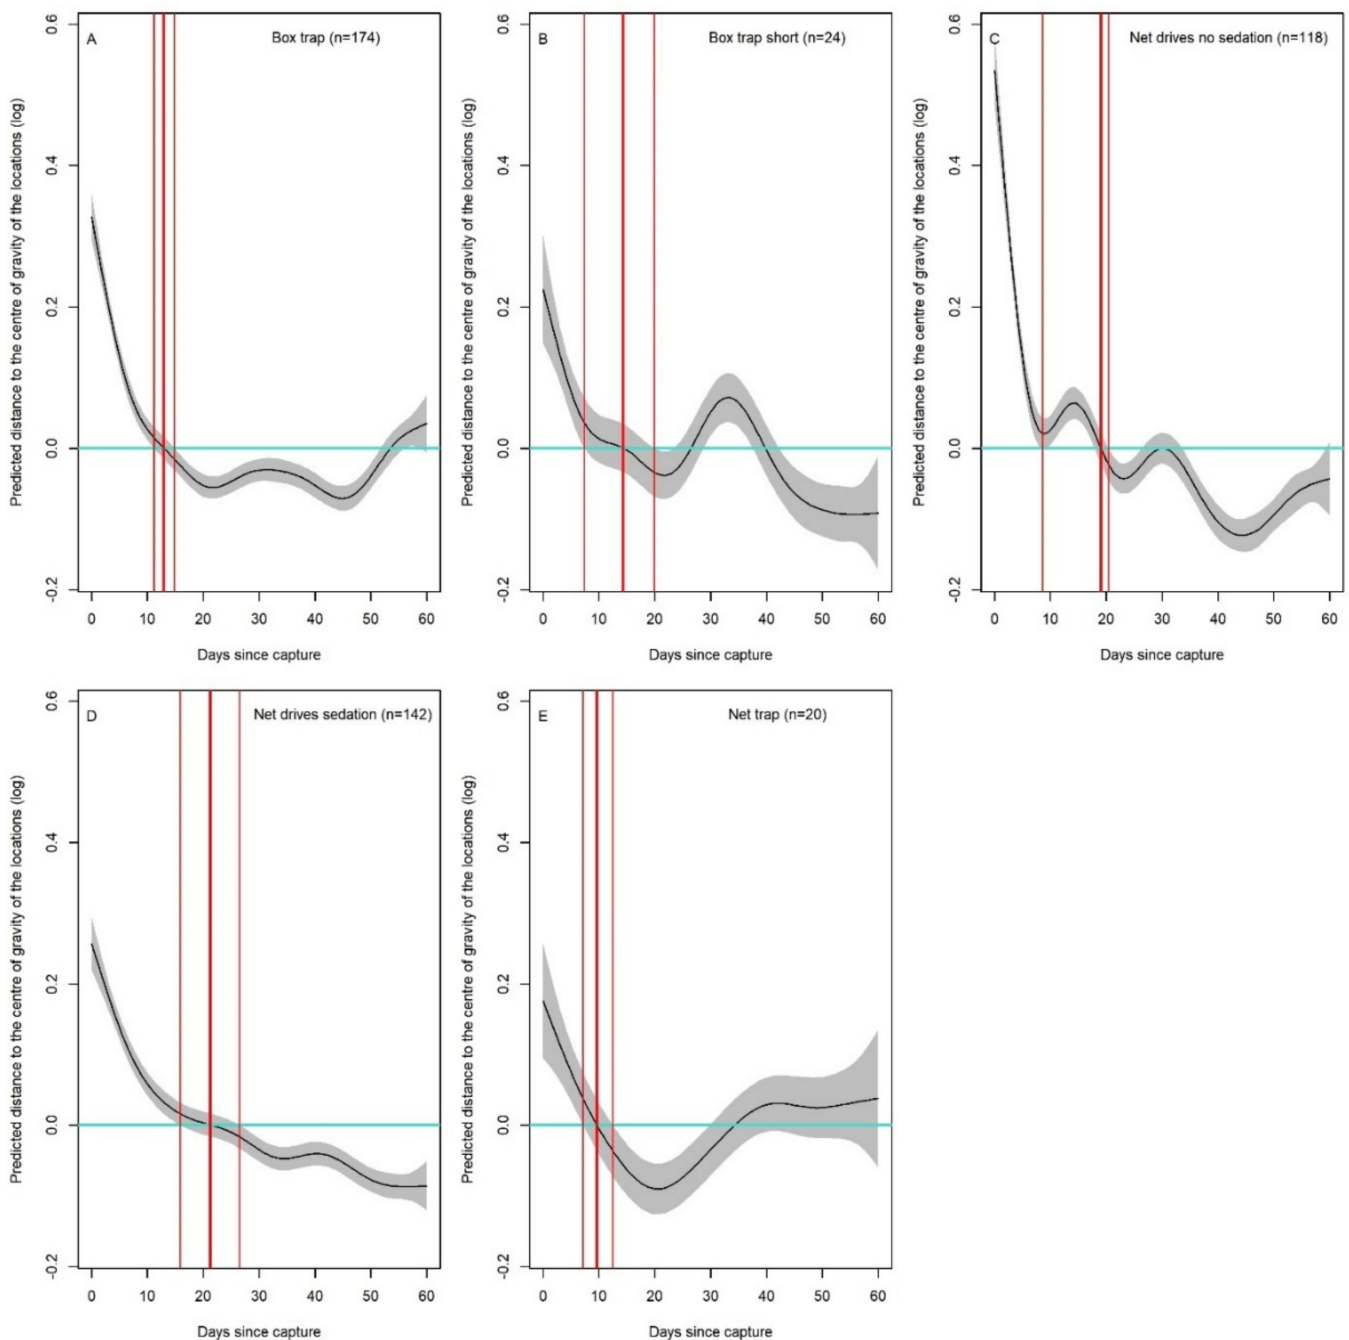 A
Box trap (n=174)
0.6
0.4
0.2
0.0
-0.2
Predicted distance to the centre of gravity of the locations (log)
0 10 20 30 40 50 60
Days since capture
B
Box trap short (n=24)
0.6
0.4
0.2
0.0
-0.2
Predicted distance to the centre of gravity of the locations (log)
0 10 20 30 40 50 60
Days since capture
C
Net drives no sedation (n=118)
0.6
0.4
0.2
0.0
-0.2
Predicted distance to the centre of gravity of the locations (log)
0 10 20 30 40 50 60
Days since capture
D
Net drives sedation (n=142)
0.6
0.4
0.2
0.0
-0.2
Predicted distance to the centre of gravity of the locations (log)
0 10 20 30 40 50 60
Days since capture
E
Net trap (n=20)
0.6
0.4
0.2
0.0
-0.2
Predicted distance to the centre of gravity of the locations (log)
0 10 20 30 40 50 60
Days since capture